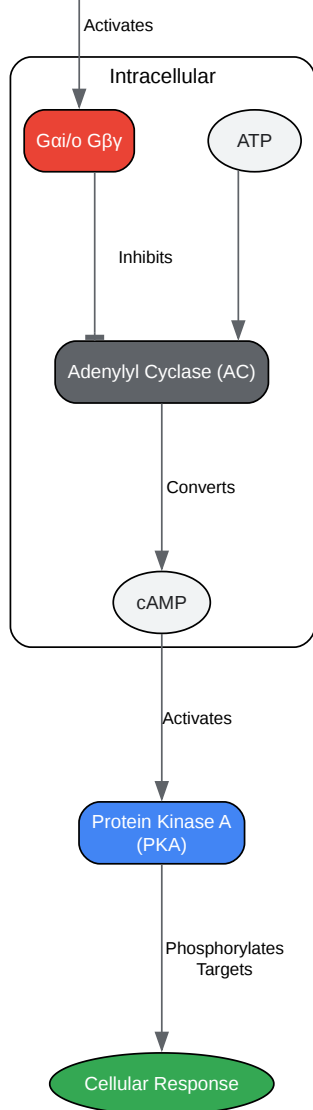 Activates
Intracellular
Gαi/o Gβγ
ATP
Inhibits
Adenylyl Cyclase (AC)
Converts
cAMP
Activates
Protein Kinase A
(PKA)
Phosphorylates
Targets
Cellular Response